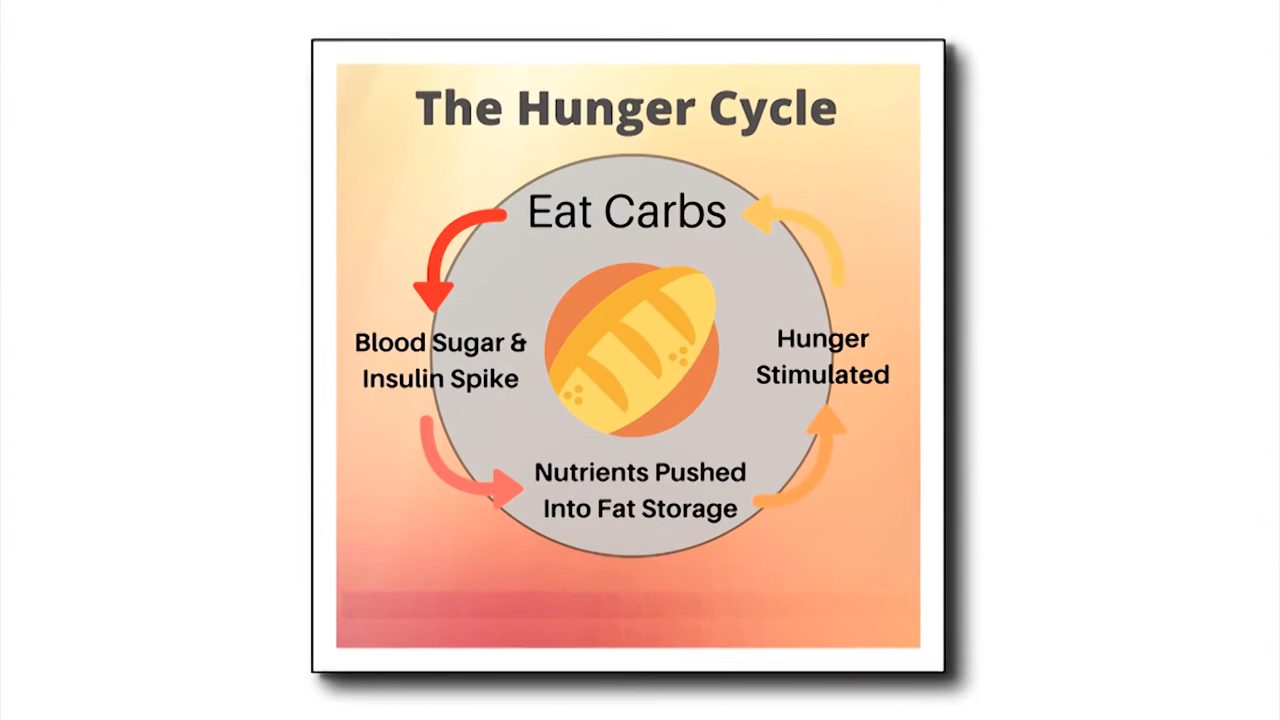 The Hunger Cycle
Eat Carbs
Blood Sugar &
Insulin Spike
Nutrients Pushed
Into Fat Storage
Hunger
Stimulated